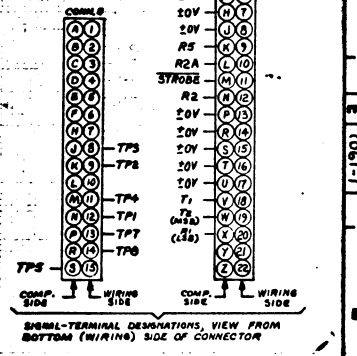 A 1
B 2
C 3
D 4
E 5
F 6
H 7
J 8 TP3
K 9 TP2
L 10
M 11 TP4
N 12 TP1
P 13 TP7
R 14 TP8
TP5 S 15
COMP. SIDE
WIRING SIDE
±0V H 7
±0V J 8
R5 K 9
R2A L 10
STROBE M 11
R2 N 12
±0V P 13
±0V R 14
±0V S 15
±0V T 16
±0V U 17
T1 V 18
T2 (MSB) W 19
R1 (LSB) X 20
Y 21
Z 22
COMP. SIDE
WIRING SIDE
SIGNAL-TERMINAL DESIGNATIONS, VIEW FROM
BOTTOM (WIRING) SIDE OF CONNECTOR